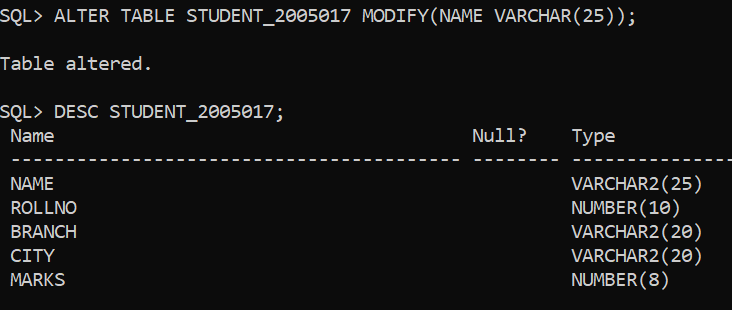 SQL> ALTER TABLE STUDENT_2005017 MODIFY(NAME VARCHAR(25));
Table altered.
SQL> DESC STUDENT_2005017;
Name Null? Type
----------------------------------------- -------- ---------------
NAME VARCHAR2(25)
ROLLNO NUMBER(10)
BRANCH VARCHAR2(20)
CITY VARCHAR2(20)
MARKS NUMBER(8)